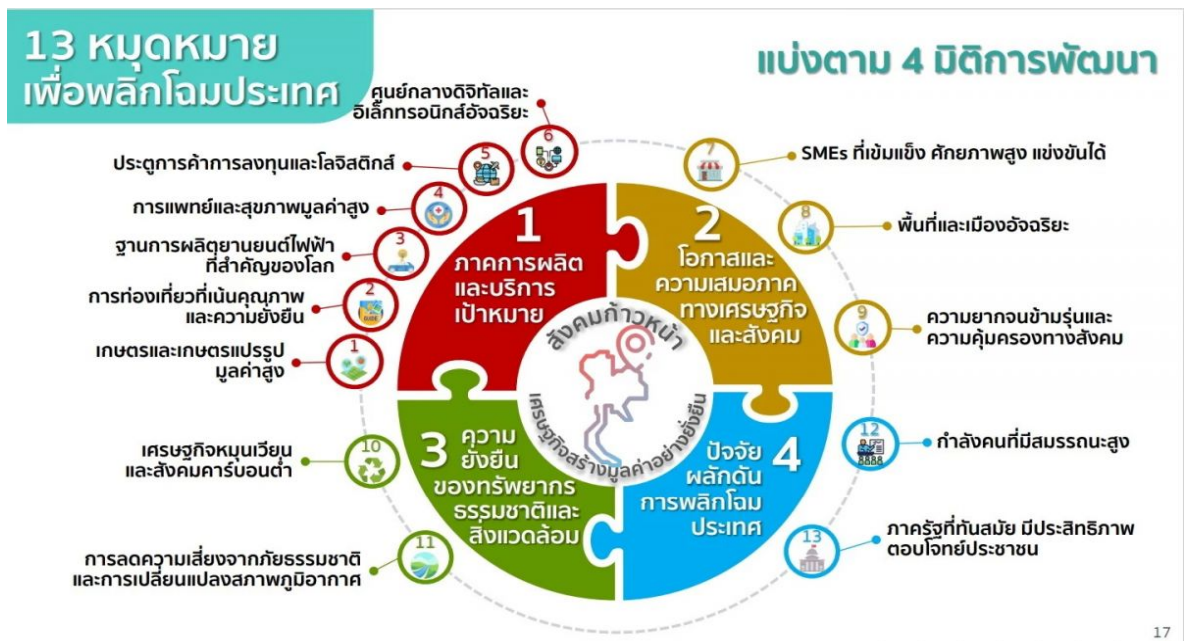 13 หมุดหมาย
เพื่อพลิกโฉมประเทศ
แบ่งตาม 4 มิติการพัฒนา
1
ภาคการผลิต
และบริการ
เป้าหมาย
6
ศูนย์กลางดิจิทัลและ
อิเล็กทรอนิกส์อัจฉริยะ
5
ประตูการค้าการลงทุนและโลจิสติกส์
4
การแพทย์และสุขภาพมูลค่าสูง
3
ฐานการผลิตยานยนต์ไฟฟ้า
ที่สำคัญของโลก
2
การท่องเที่ยวที่เน้นคุณภาพ
และความยั่งยืน
1
เกษตรและเกษตรแปรรูป
มูลค่าสูง
2
โอกาสและ
ความเสมอภาค
ทางเศรษฐกิจ
และสังคม
7
SMEs ที่เข้มแข็ง ศักยภาพสูง แข่งขันได้
8
พื้นที่และเมืองอัจฉริยะ
9
ความยากจนข้ามรุ่นและ
ความคุ้มครองทางสังคม
สังคมก้าวหน้า
เศรษฐกิจสร้างมูลค่าอย่างยั่งยืน
3
ความ
ยั่งยืน
ของทรัพยากร
ธรรมชาติและ
สิ่งแวดล้อม
10
เศรษฐกิจหมุนเวียน
และสังคมคาร์บอนต่ำ
11
การลดความเสี่ยงจากภัยธรรมชาติ
และการเปลี่ยนแปลงสภาพภูมิอากาศ
4
ปัจจัย
ผลักดัน
การพลิกโฉม
ประเทศ
12
กำลังคนที่มีสมรรถนะสูง
13
ภาครัฐที่ทันสมัย มีประสิทธิภาพ
ตอบโจทย์ประชาชน
17